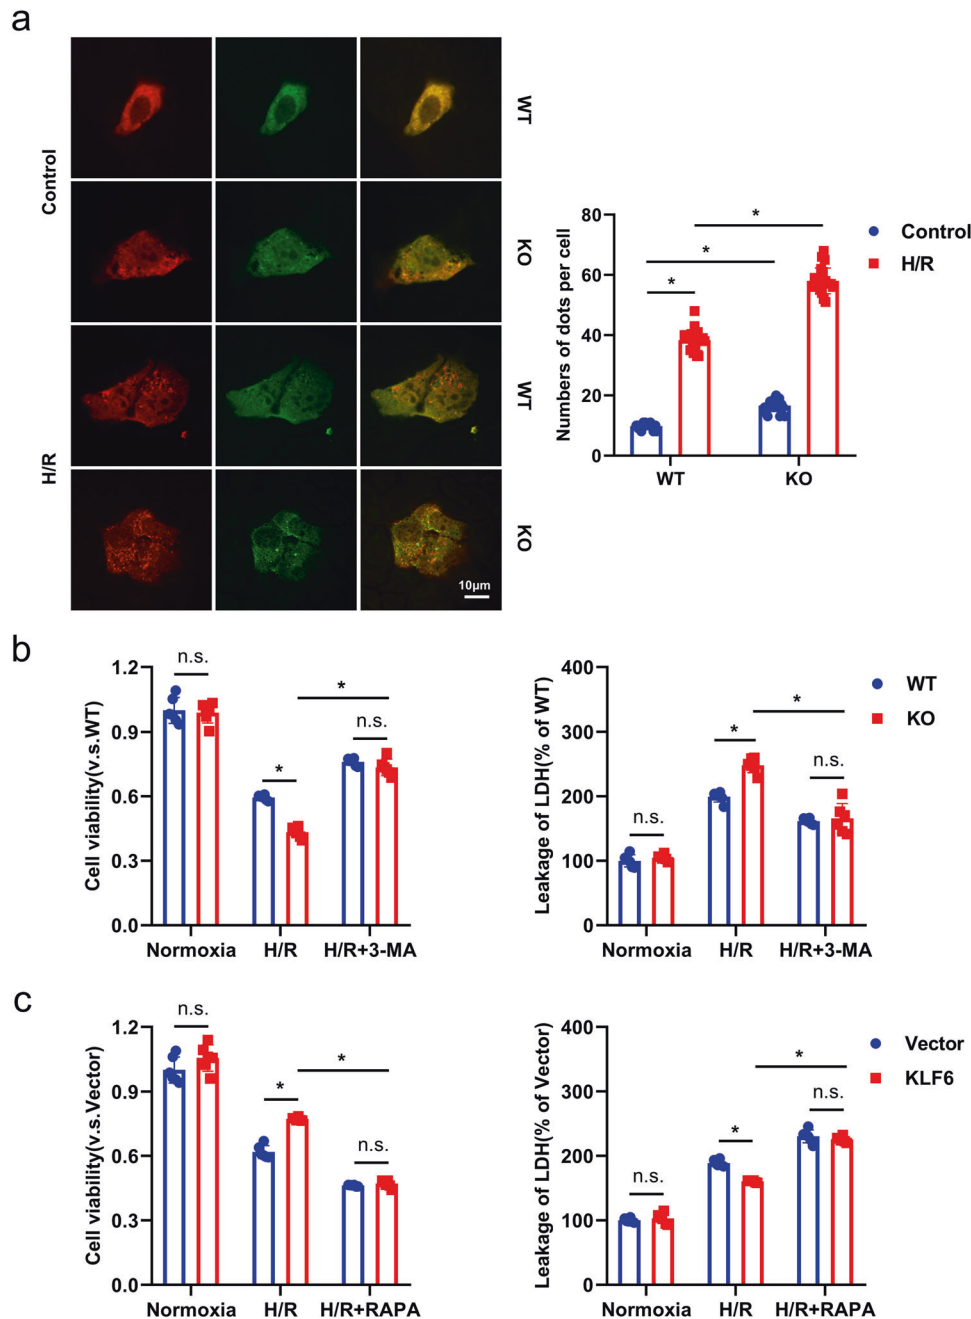 a
Control
H/R
WT
KO
WT
KO
10μm
Numbers of dots per cell
80
60
40
20
0
*
*
*
WT
KO
Control
H/R
b
Cell viability(v.s.WT)
1.2
0.9
0.6
0.3
0.0
n.s.
*
*
n.s.
Normoxia
H/R
H/R+3-MA
Leakage of LDH(% of WT)
400
300
200
100
0
n.s.
*
*
n.s.
Normoxia
H/R
H/R+3-MA
WT
KO
c
Cell viability(v.s.Vector)
1.2
0.9
0.6
0.3
0.0
n.s.
*
*
n.s.
Normoxia
H/R
H/R+RAPA
Leakage of LDH(% of Vector)
400
300
200
100
0
n.s.
*
*
n.s.
Normoxia
H/R
H/R+RAPA
Vector
KLF6